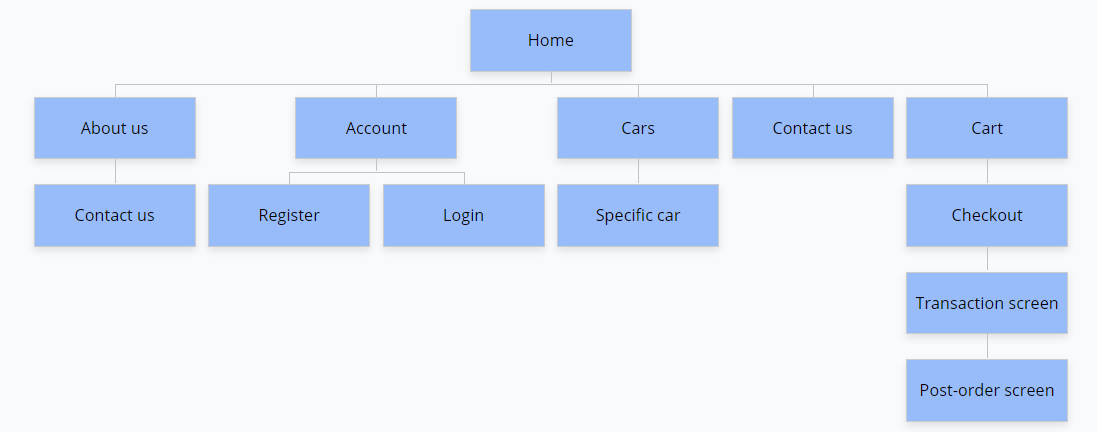 Home
About us
Account
Cars
Contact us
Cart
Contact us
Register
Login
Specific car
Checkout
Transaction screen
Post-order screen